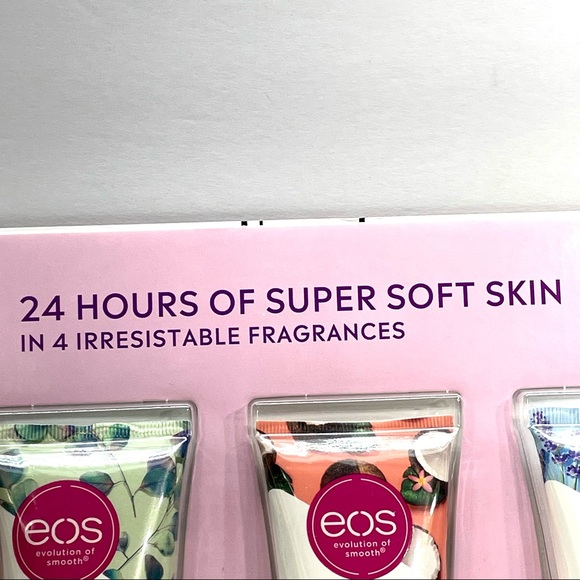 24 HOURS OF SUPER SOFT SKIN
IN 4 IRRESISTABLE FRAGRANCES
eos
evolution of
smooth®
eos
evolution of
smooth®